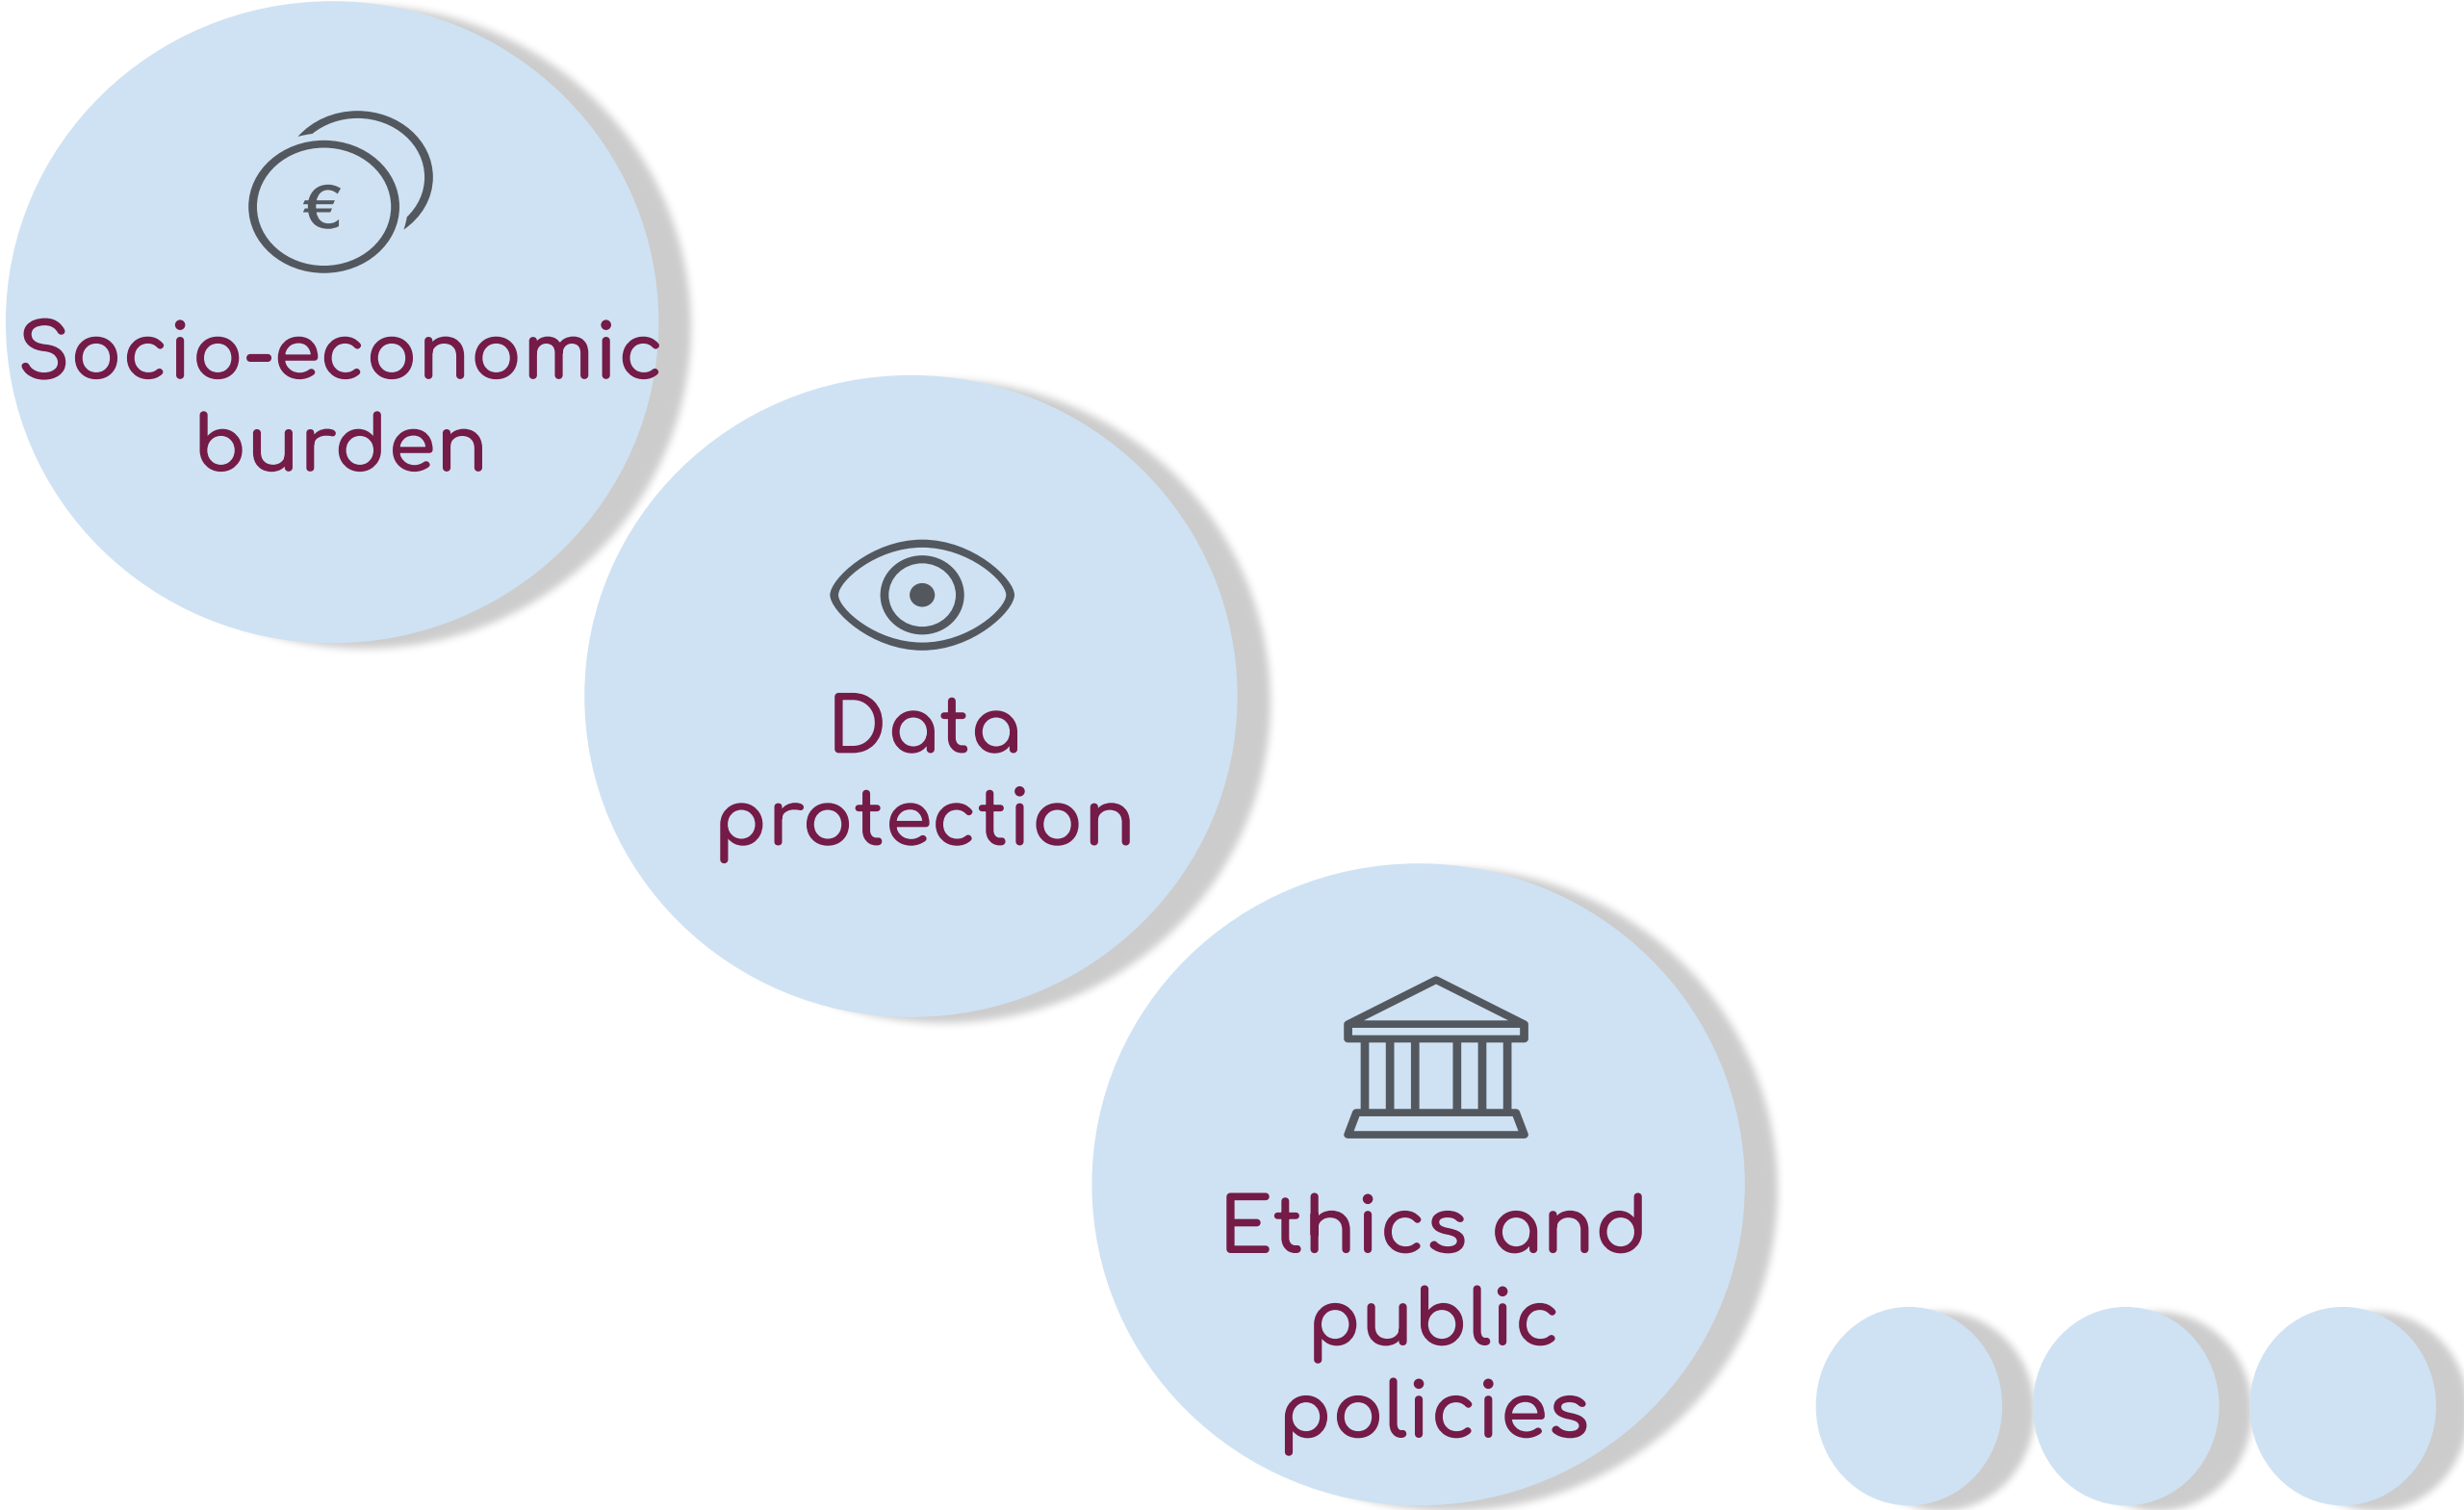 €
Socio-economic
burden
Data
protection
Ethics and
public
policies